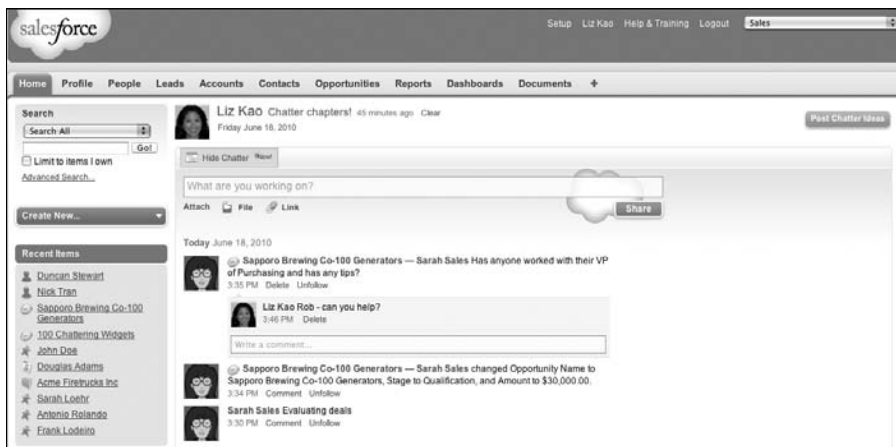 salesforce
Setup Liz Kao Help & Training Logout Sales
Home Profile People Leads Accounts Contacts Opportunities Reports Dashboards Documents +
Search
Search All
Go!
Limit to items I own
Advanced Search...
Create New...
Recent Items
Duncan Stewart
Nick Tran
Sapporo Brewing Co-100
Generators
100 Chattering Widgets
John Doe
Douglas Adams
Acme Firetrucks Inc
Sarah Loehr
Antonio Rolando
Frank Lodeiro
Liz Kao Chatter chapters! 45 minutes ago Clear
Friday June 18, 2010
Post Chatter Ideas
Hide Chatter New!
What are you working on?
Attach File Link
Share
Today June 18, 2010
Sapporo Brewing Co-100 Generators — Sarah Sales Has anyone worked with their VP
of Purchasing and has any tips?
3:35 PM Delete Unfollow
Liz Kao Rob - can you help?
3:46 PM Delete
Write a comment...
Sapporo Brewing Co-100 Generators — Sarah Sales changed Opportunity Name to
Sapporo Brewing Co-100 Generators, Stage to Qualification, and Amount to $30,000.00.
3:34 PM Comment Unfollow
Sarah Sales Evaluating deals
3:30 PM Comment Unfollow